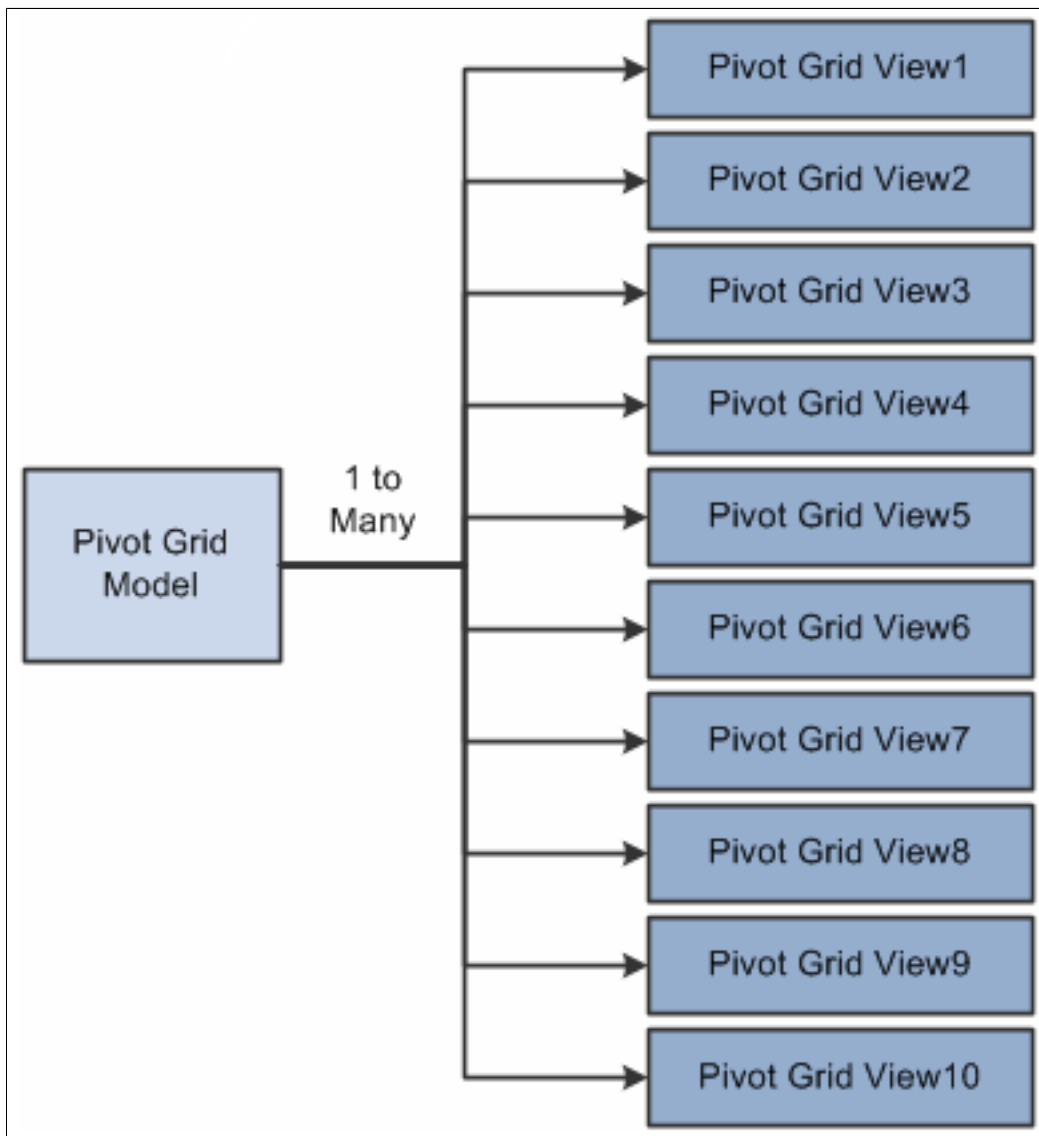 Pivot Grid View1
Pivot Grid View2
Pivot Grid View3
Pivot Grid View4
1 to
Many
Pivot Grid
Model
Pivot Grid View5
Pivot Grid View6
Pivot Grid View7
Pivot Grid View8
Pivot Grid View9
Pivot Grid View10